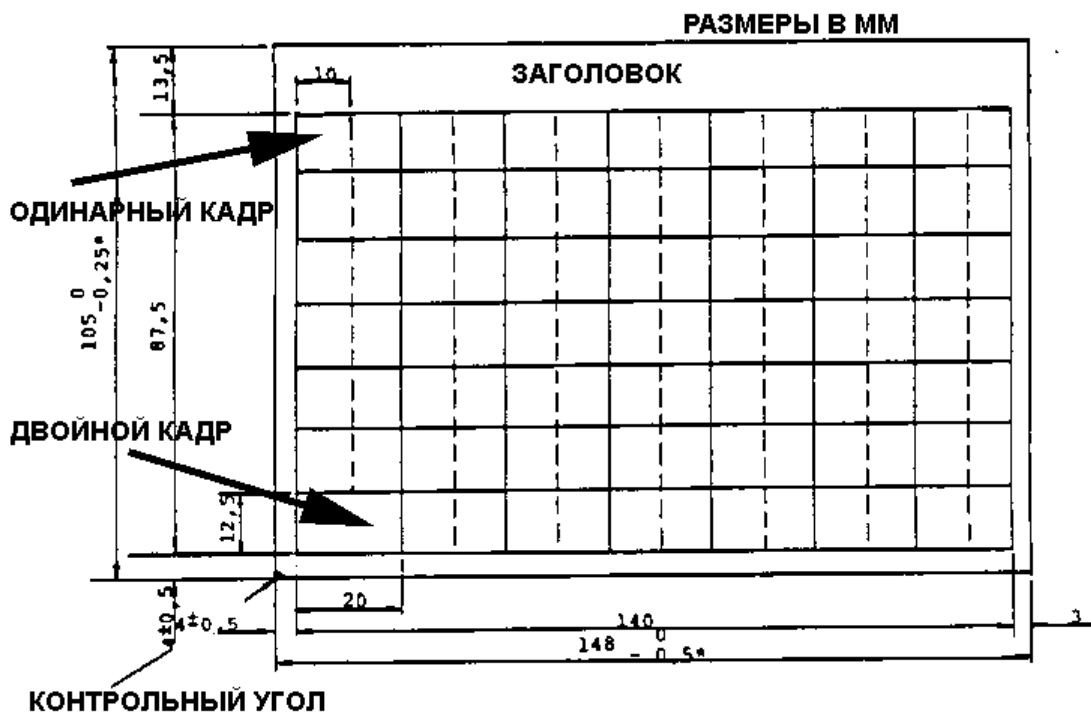 РАЗМЕРЫ В ММ
ЗАГОЛОВОК
10
13,5
ОДИНАРНЫЙ КАДР
105 0 -0,25*
87,5
ДВОЙНОЙ КАДР
12,5
4±0,5
4±0,5
20
140
3
148 0 - 0,5*
КОНТРОЛЬНЫЙ УГОЛ